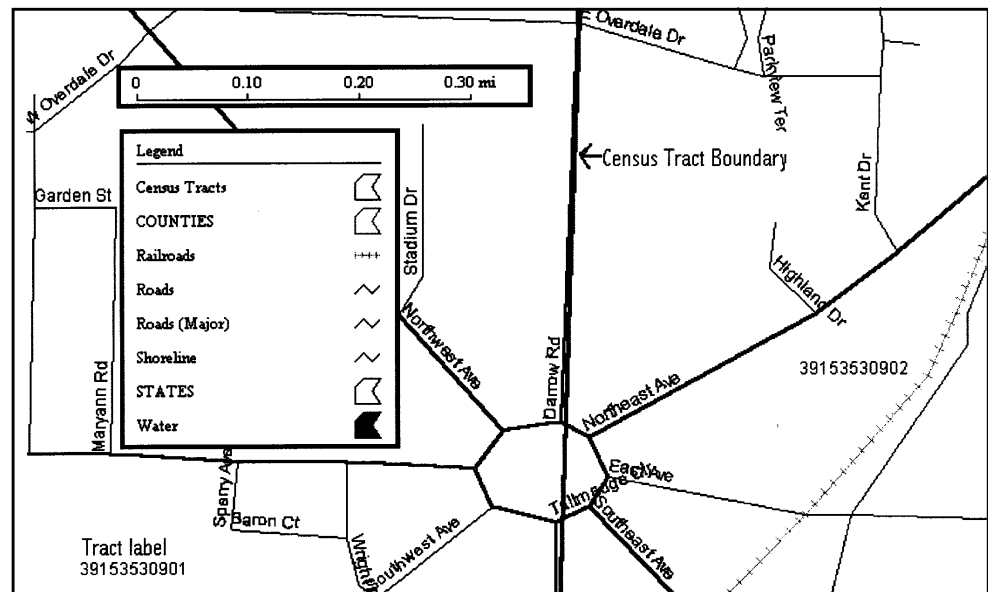 E Overdale Dr
W Overdale Dr
Parkview Ter
0 0.10 0.20 0.30 mi
Legend
Census Tracts
COUNTIES
Railroads
Roads
Roads (Major)
Shoreline
STATES
Water
Census Tract Boundary
Garden St
Stadium Dr
Kent Dr
Highland Dr
Northwest Ave
Darrow Rd
Northeast Ave
39153530902
Maryann Rd
East Ave
Tallmadge
Southeast Ave
Sperry Ave
Baron Ct
Southwest Ave
Tract label
39153530901